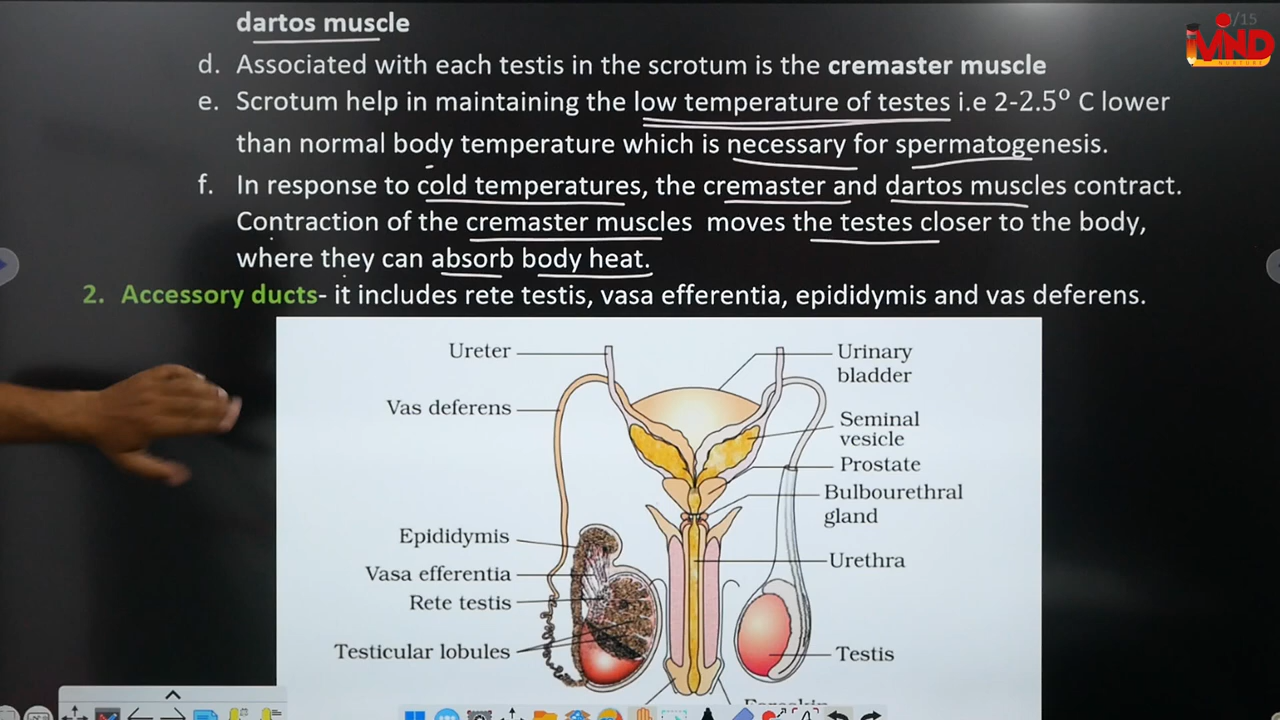 dartos muscle
/15
MND
NURTURE
d. Associated with each testis in the scrotum is the cremaster muscle
e. Scrotum help in maintaining the low temperature of testes i.e 2-2.5⁰ C lower
than normal body temperature which is necessary for spermatogenesis.
f. In response to cold temperatures, the cremaster and dartos muscles contract.
Contraction of the cremaster muscles moves the testes closer to the body,
where they can absorb body heat.
2. Accessory ducts- it includes rete testis, vasa efferentia, epididymis and vas deferens.
Ureter
Urinary
bladder
Vas deferens
Seminal
vesicle
Prostate
Bulbourethral
gland
Epididymis
Urethra
Vasa efferentia
Rete testis
Testicular lobules
Testis